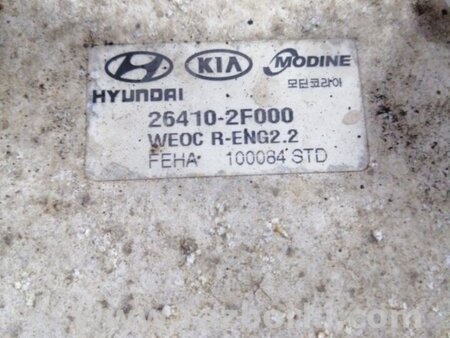 KIA MODINE
HYUNDAI 모딘코리아
26410-2F000
WEOC R-ENG2.2
FEHA 100084 STD